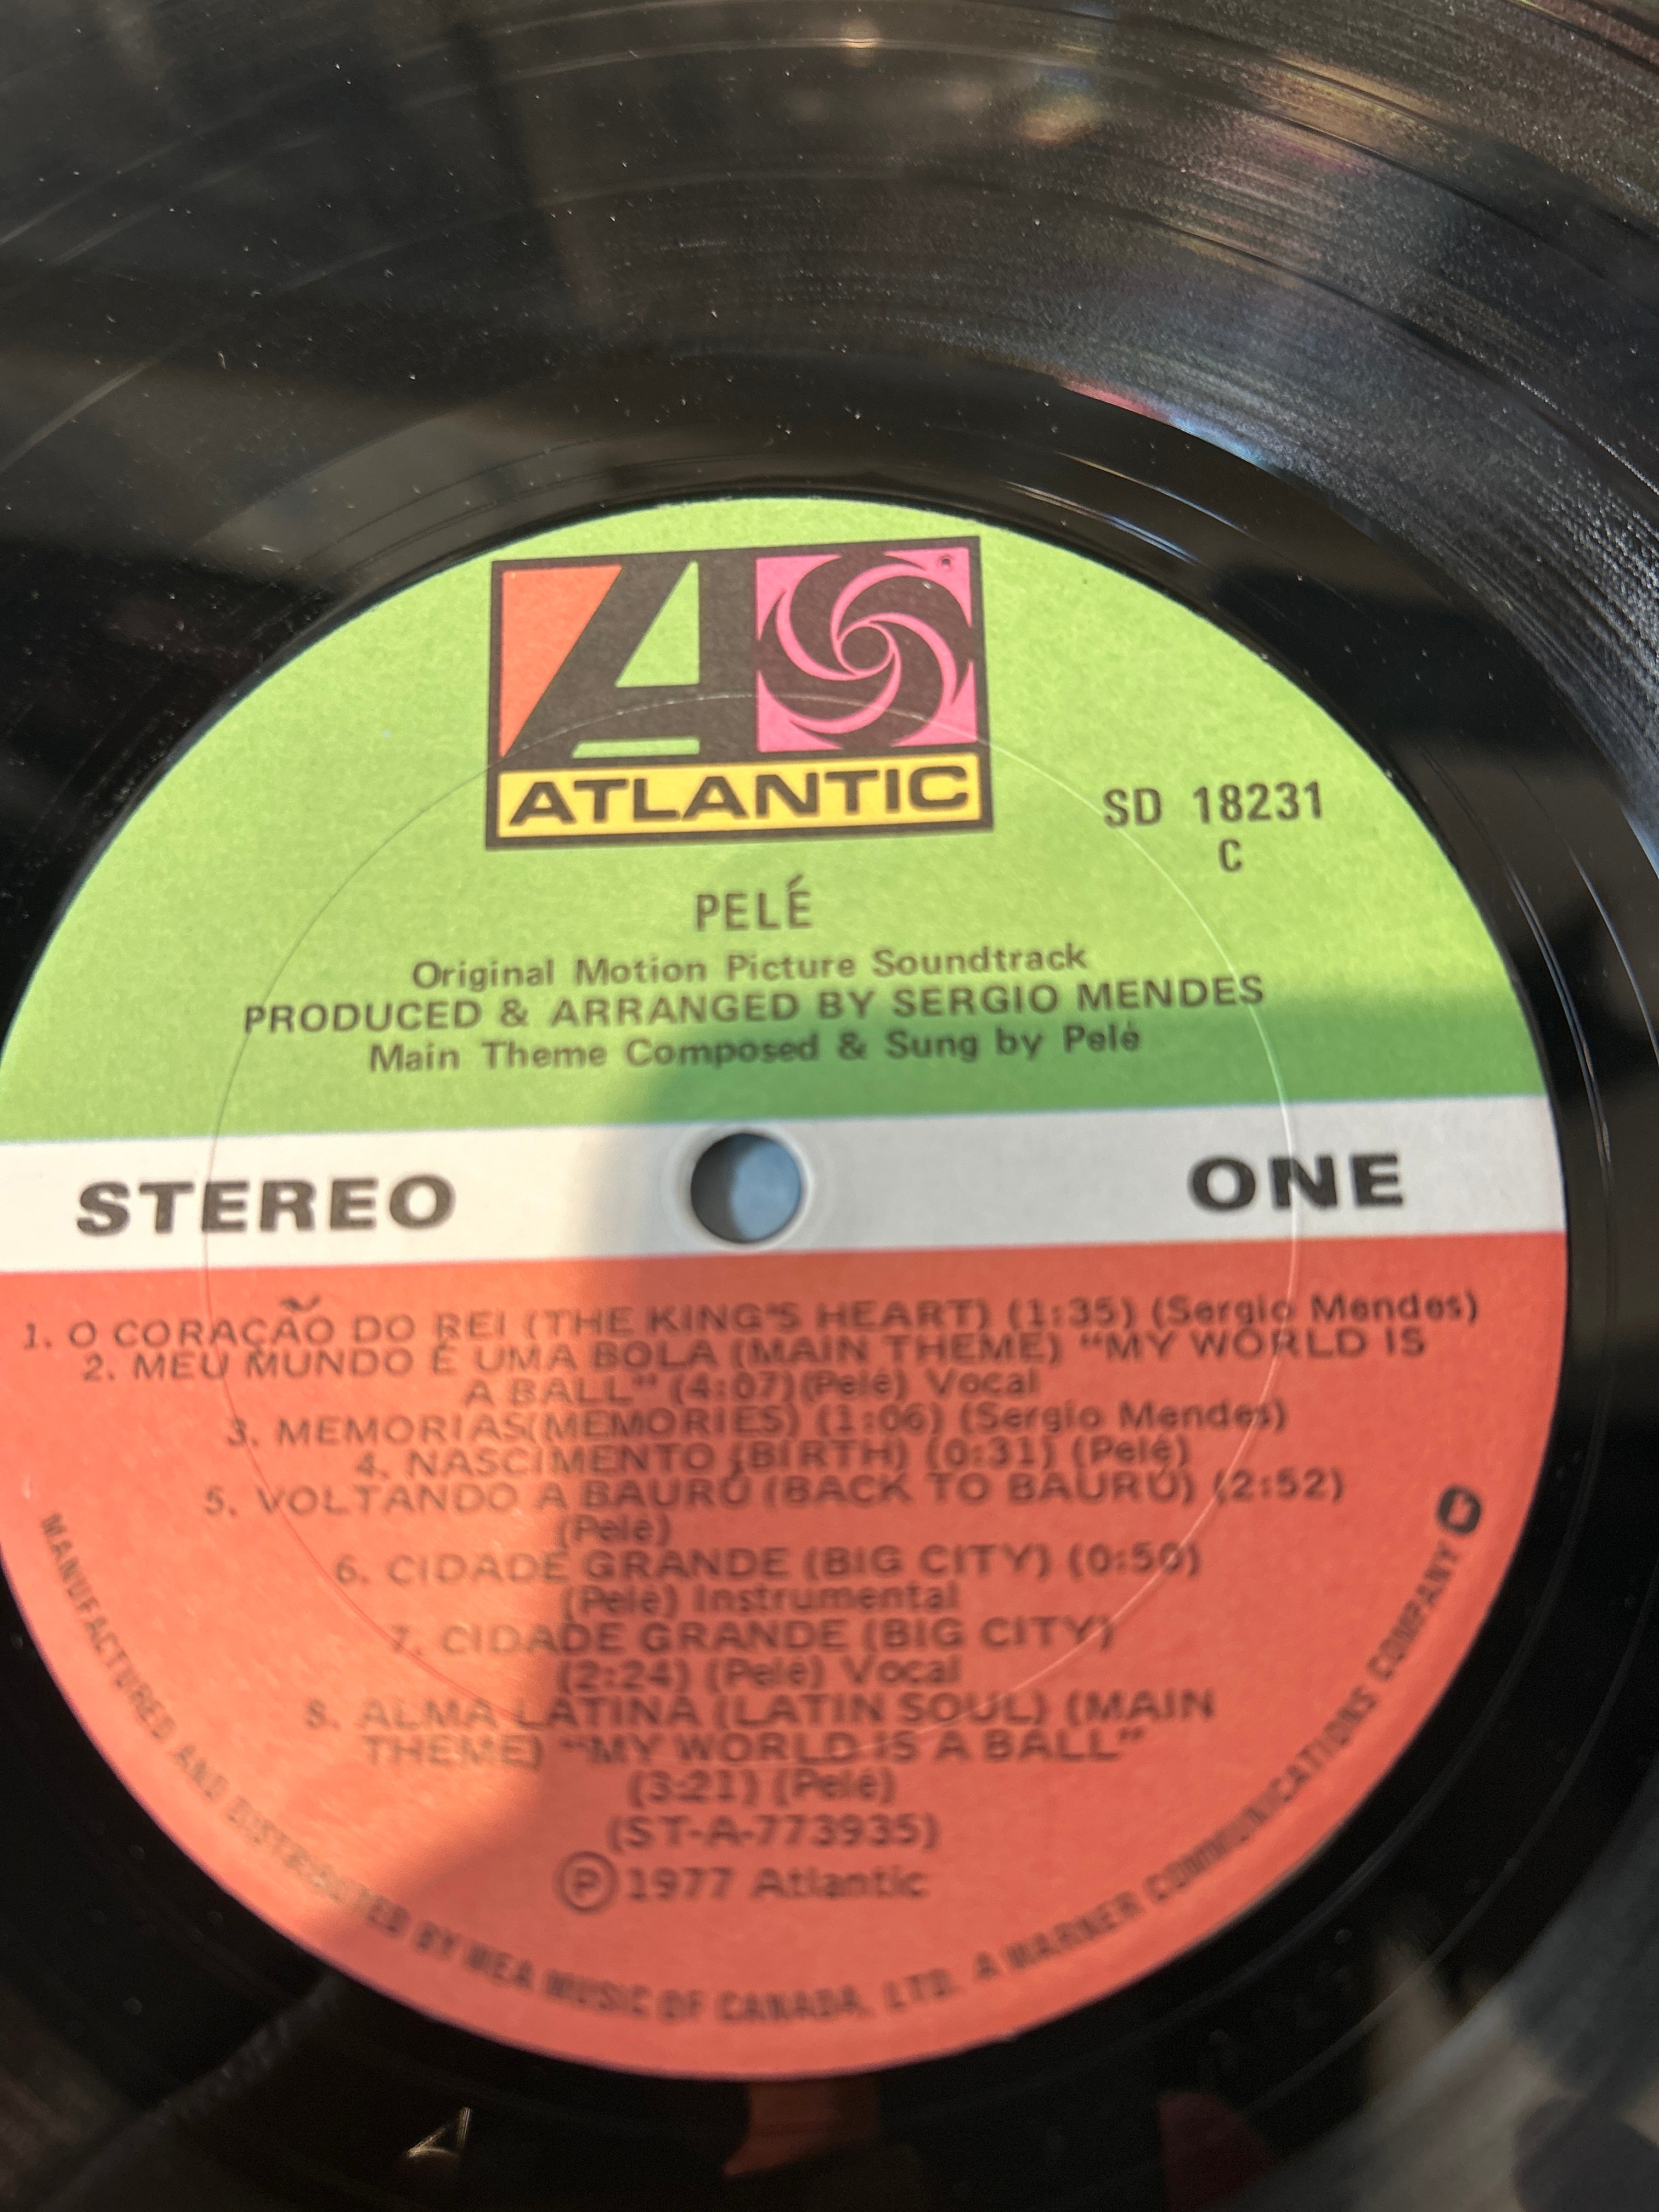 ATLANTIC
SD 18231
C
PELÉ
Original Motion Picture Soundtrack
PRODUCED & ARRANGED BY SERGIO MENDES
Main Theme Composed & Sung by Pelé
STEREO
ONE
1. O CORAÇÃO DO REI (THE KING'S HEART) (1:35) (Sergio Mendes)
2. MEU MUNDO É UMA BOLA (MAIN THEME) "MY WORLD IS
A BALL" (4:07)(Pelé) Vocal
3. MEMORIAS(MEMORIES) (1:06) (Sergio Mendes)
4. NASCIMENTO (BIRTH) (0:31) (Pelé)
5. VOLTANDO A BAURÚ (BACK TO BAURÚ) (2:52)
(Pelé)
6. CIDADE GRANDE (BIG CITY) (0:50)
(Pelé) Instrumental
7. CIDADE GRANDE (BIG CITY)
(2:24) (Pelé) Vocal
8. ALMA LATINA (LATIN SOUL) (MAIN
THEME) "MY WORLD IS A BALL"
(3:21) (Pelé)
(ST-A-773935)
Ⓟ1977 Atlantic
MANUFACTURED AND DISTRIBUTED BY WEA MUSIC OF CANADA, LTD. A WARNER COMMUNICATIONS COMPANY